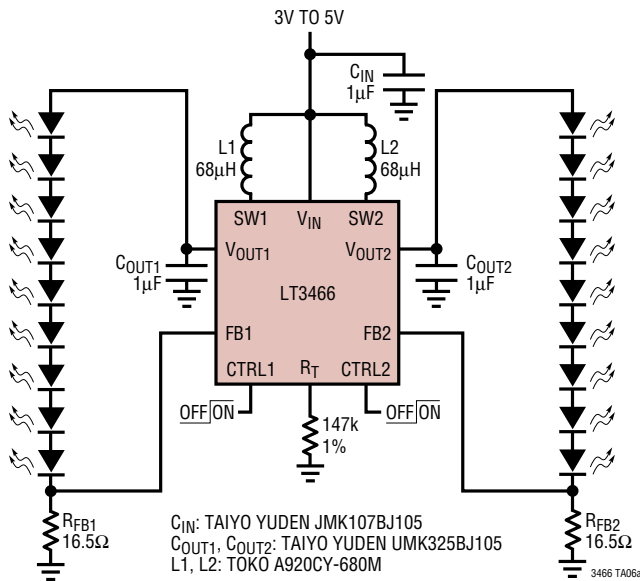 3V TO 5V
CIN
1µF
L1
68µH
L2
68µH
SW1
VIN
SW2
VOUT1
VOUT2
COUT1
1µF
COUT2
1µF
LT3466
FB1
FB2
CTRL1
RT
CTRL2
OFF ON
OFF ON
147k
1%
RFB1
16.5Ω
RFB2
16.5Ω
CIN: TAIYO YUDEN JMK107BJ105
COUT1, COUT2: TAIYO YUDEN UMK325BJ105
L1, L2: TOKO A920CY-680M
3466 TA06a